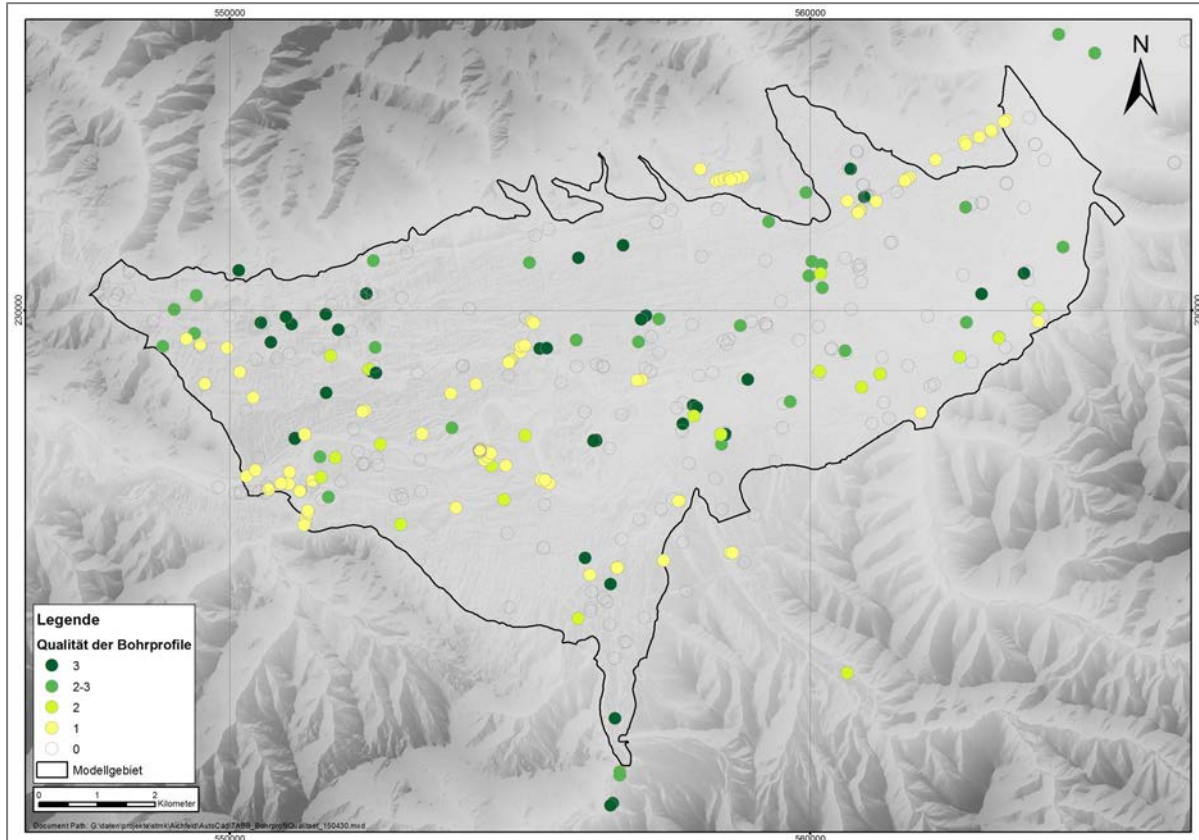 550000
560000
N
230000
230000
Legende
Qualität der Bohrprofile
3
2-3
2
1
0
Modellgebiet
0 1 2
Kilometer
550000
560000